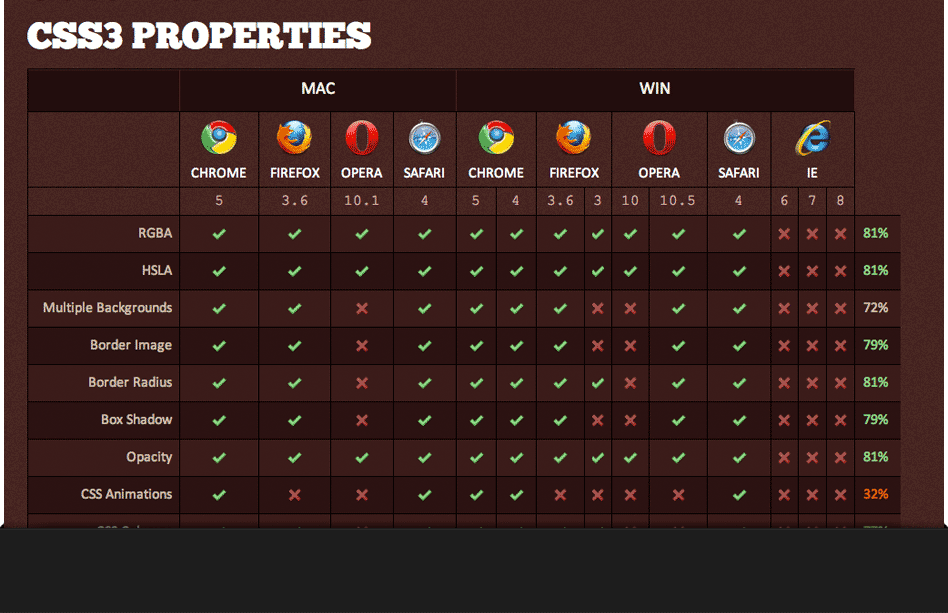 CSS3 PROPERTIES
MAC WIN
CHROME FIREFOX OPERA SAFARI CHROME FIREFOX OPERA SAFARI IE
5 3.6 10.1 4 5 4 3.6 3 10 10.5 4 6 7 8
RGBA 81%
HSLA 81%
Multiple Backgrounds 72%
Border Image 79%
Border Radius 81%
Box Shadow 79%
Opacity 81%
CSS Animations 32%